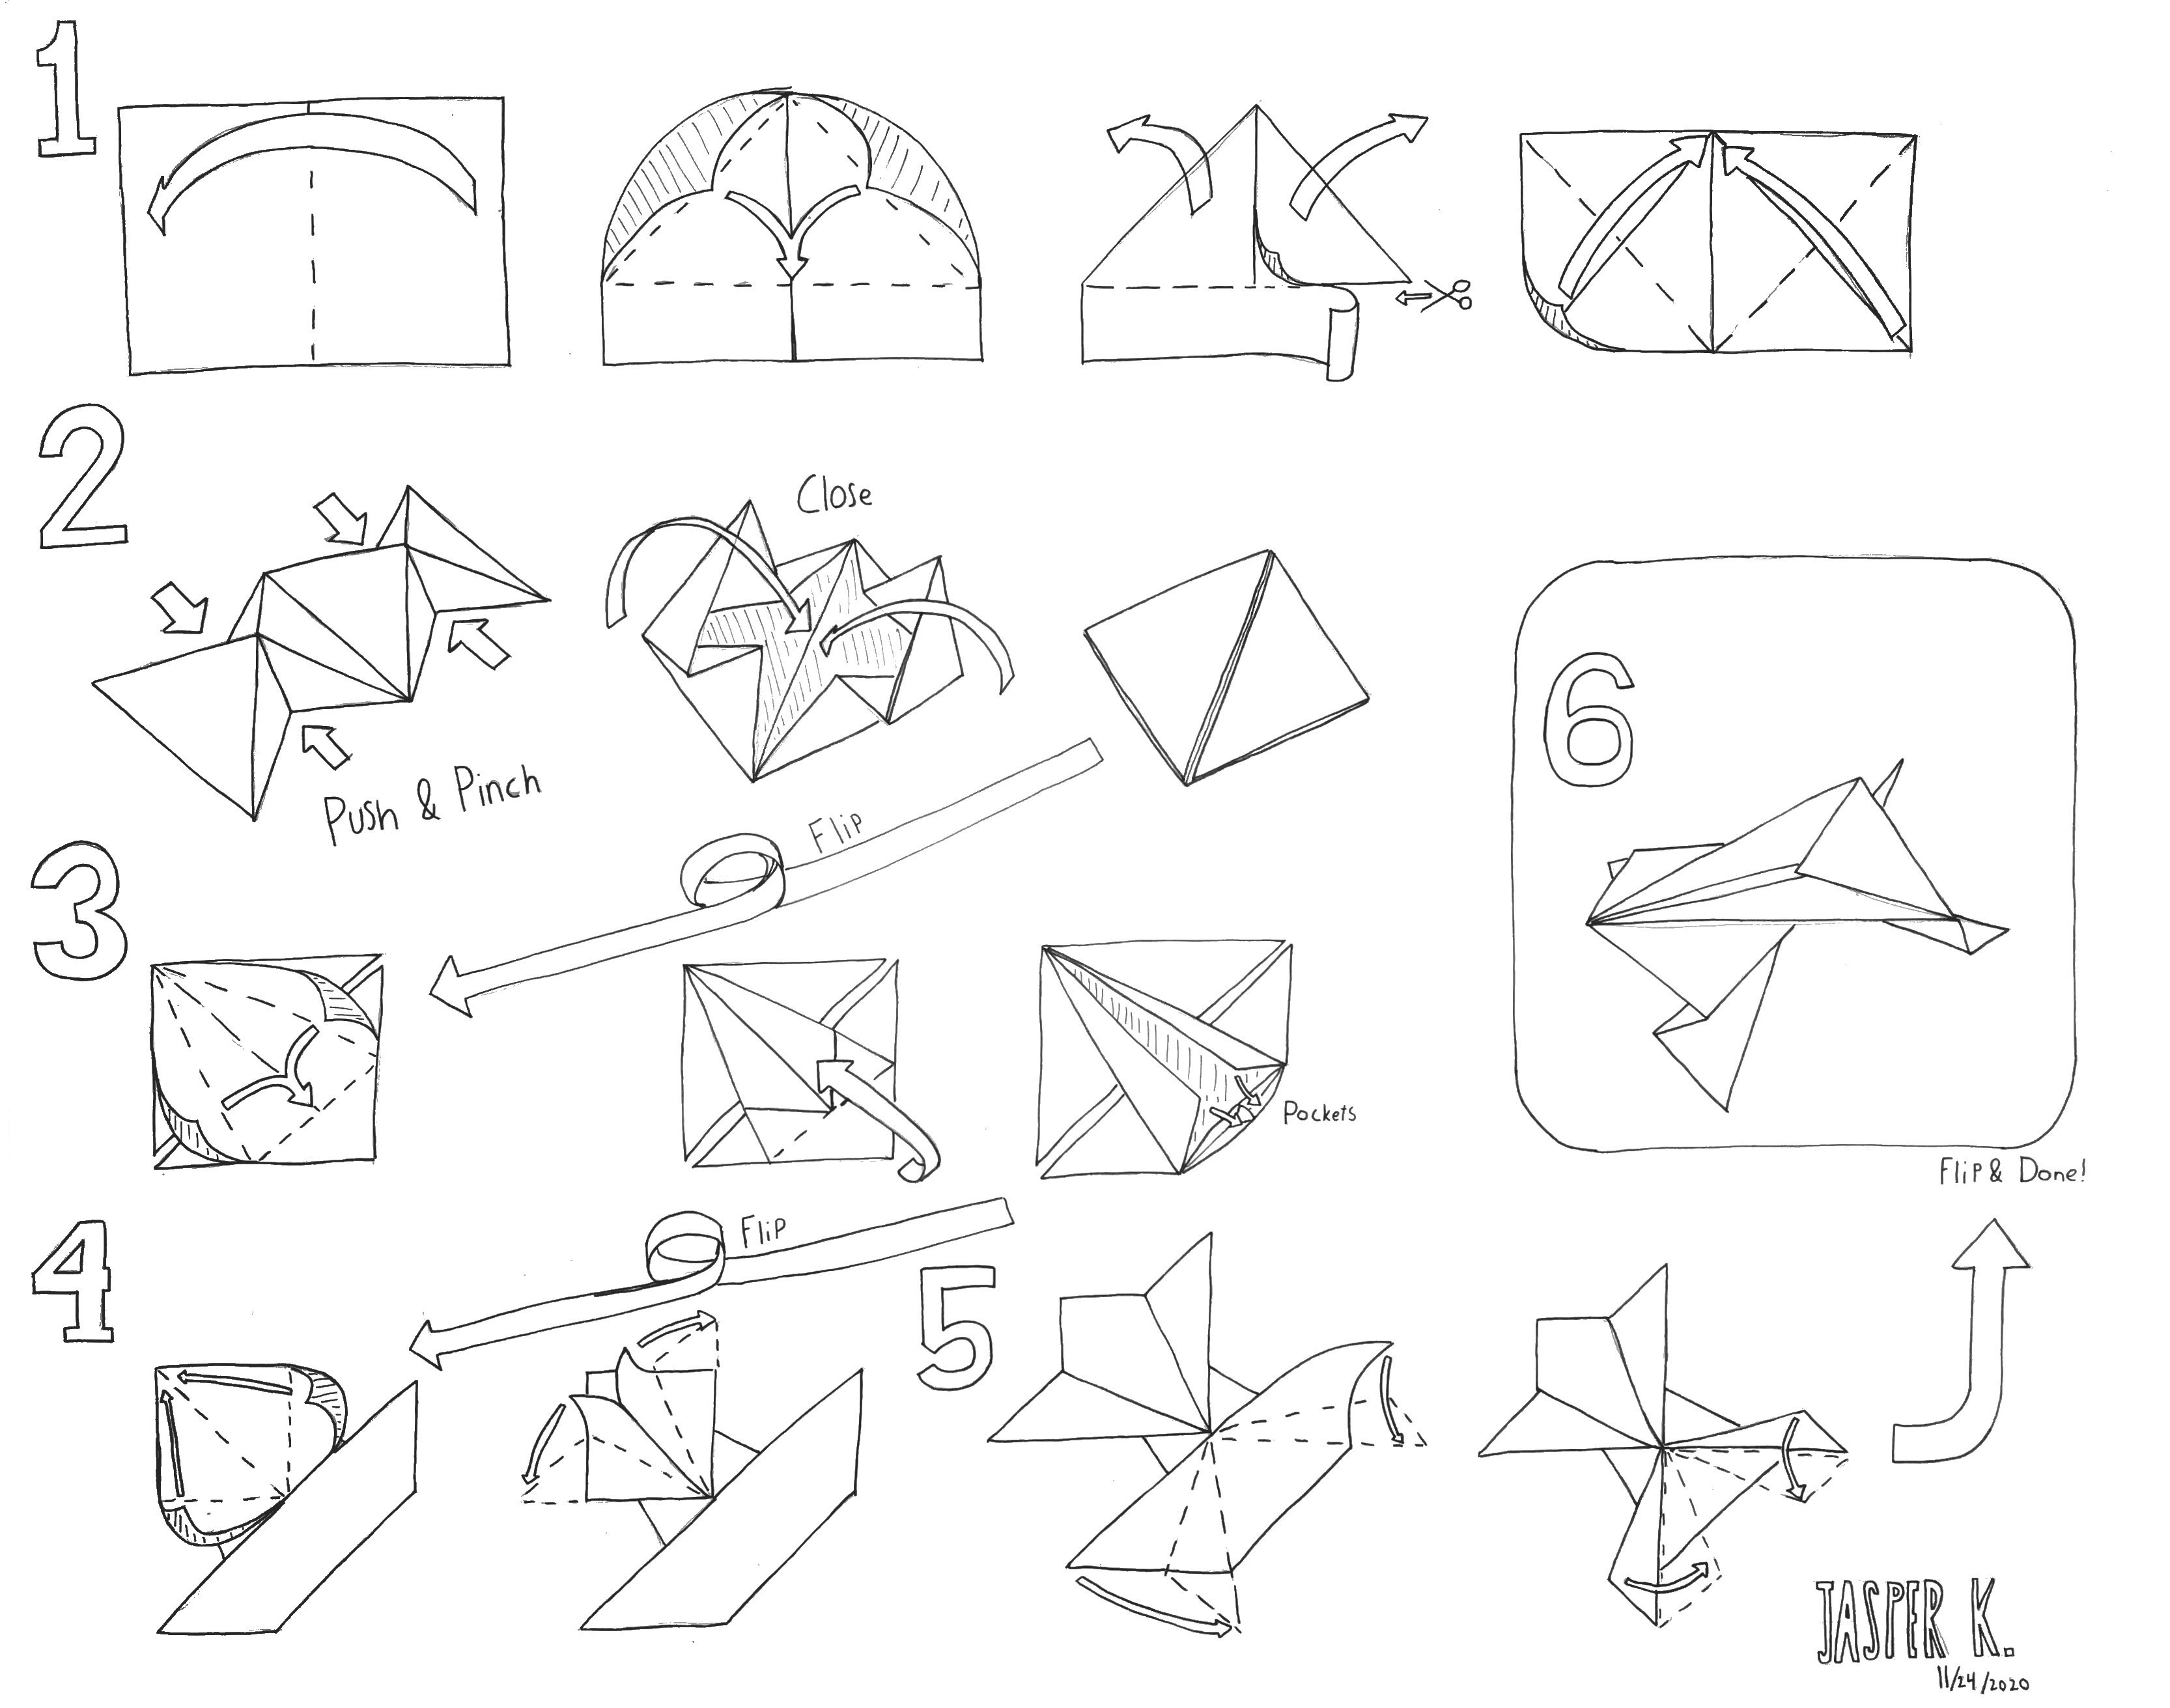 1
2
Close
Push & Pinch
3
Flip
Pockets
6
Flip & Done!
4
Flip
5
JASPER K.
11/24/2020